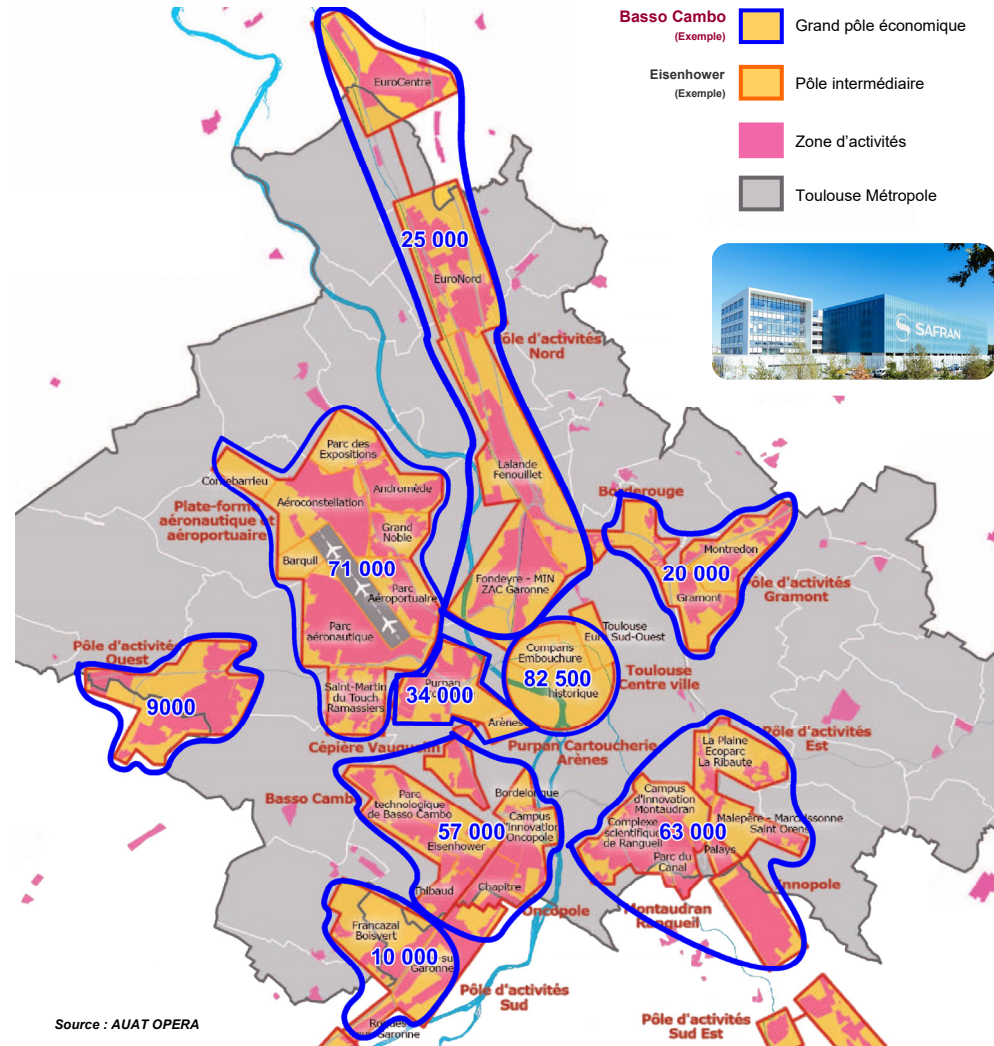 Basso Cambo
(Exemple)
Grand pôle économique
Eisenhower
(Exemple)
Pôle intermédiaire
Zone d'activités
Toulouse Métropole
SAFRAN
EuroCentre
25 000
EuroNord
Pôle d'activités
Nord
Parc des
Expositions
Cornebarrieu
Lalande
Fenouillet
Andromède
Aéroconstellation
Plate-forme
aéronautique et
aéroportuaire
Grand
Noble
Barquil
71 000
Parc
Aéroportuaire
Parc
aéronautique
Borderouge
Montredon
20 000
Pôle d'activités
Gramont
Gramont
Fondeyre - MIN
ZAC Garonne
Toulouse
Euro Sud-Ouest
Compans
Embouchure
82 500
historique
Toulouse
Centre ville
Pôle d'activité
Ouest
9000
Saint-Martin
du Touch
Ramassiers
Purpan
34 000
Arènes
Cépière Vauquelin
Purpan Cartoucherie
Arènes
La Plaine
Ecoparc
La Ribaute
Pôle d'activités
Est
Basso Cambo
Parc
technologique
de Basso Cambo
Bordelongue
57 000
Eisenhower
Campus
d'innovation
Oncopole
Campus
d'innovation
Montaudran
Complexe
scientifique
de Rangueil
63 000
Malepère - Marcaissonne
Saint Orens
Palays
Parc du
Canal
Thibaud
Chapitre
Oncopole
Montaudran
Rangueil
Innopole
Francazal
Boisvert
10 000
Garonne
Pôle d'activités
Sud
Roques
sur Garonne
Pôle d'activités
Sud Est
Source : AUAT OPERA